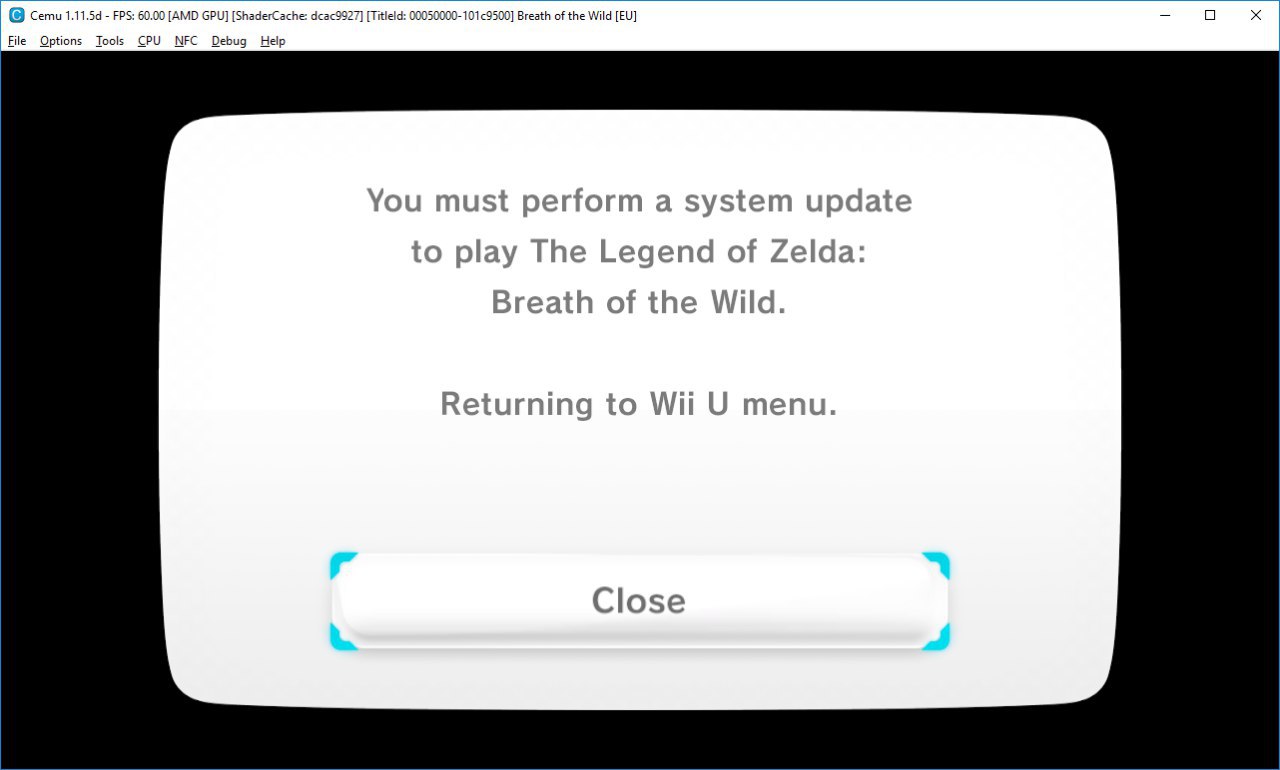 Cemu 1.11.5d - FPS: 60.00 [AMD GPU] [ShaderCache: dcac9927] [TitleId: 00050000-101c9500] Breath of the Wild [EU]
File Options Tools CPU NFC Debug Help
You must perform a system update
to play The Legend of Zelda:
Breath of the Wild.
Returning to Wii U menu.
Close